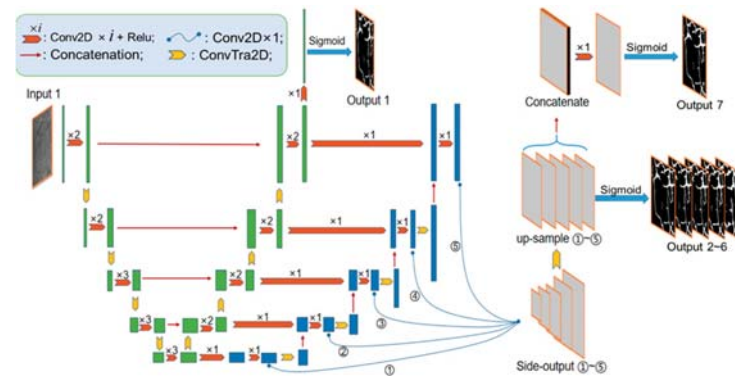 ×i : Conv2D × i + Relu; : Conv2D×1;
: Concatenation; : ConvTra2D;
Sigmoid
Output 1
Input 1
×1
×2 ×2 ×1 ×1
×2 ×2 ×1 ×1
×3 ×2 ×1 ×1
×3 ×2 ×1 ×1
×3 ×1 ×1
⑤
④
③
②
①
×1 Sigmoid
Concatenate
Output 7
Sigmoid
up-sample ①~⑤
Output 2~6
Side-output ①~⑤